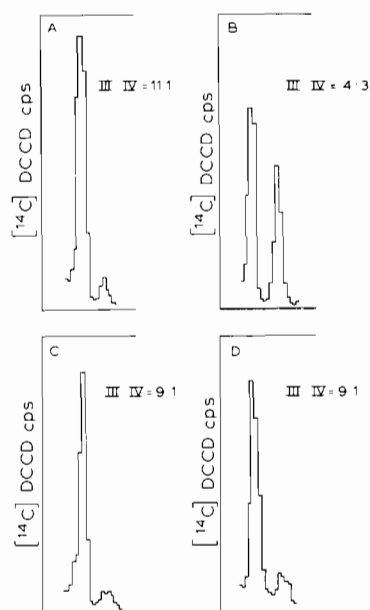 A
III IV = 11 1
[¹⁴C] DCCD cps
B
III IV = 4·3
[¹⁴C] DCCD cps
C
III IV = 9 1
[¹⁴C] DCCD cps
D
III IV = 9 1
[¹⁴C] DCCD cps